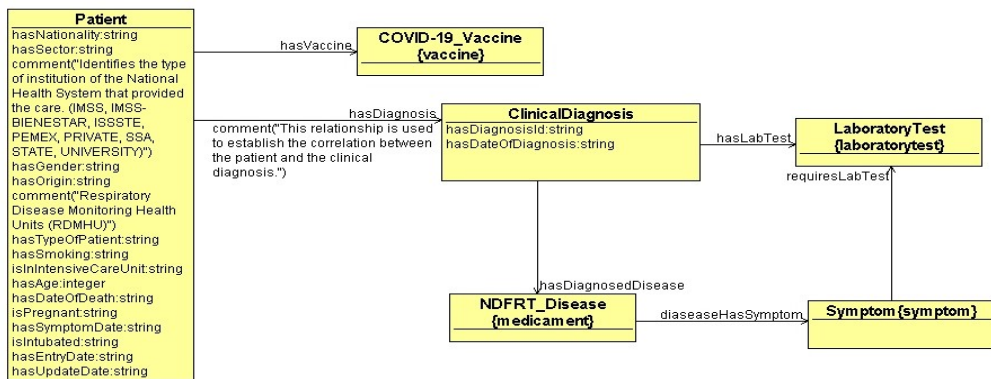 Patient
hasNationality:string
hasSector:string
comment("Identifies the type
of institution of the National
Health System that provided
the care. (IMSS, IMSS-
BIENESTAR, ISSSTE,
PEMEX, PRIVATE, SSA,
STATE, UNIVERSITY)")
hasGender:string
hasOrigin:string
comment("Respiratory
Disease Monitoring Health
Units (RDMHU)")
hasTypeOfPatient:string
hasSmoking:string
isInIntensiveCareUnit:string
hasAge:integer
hasDateOfDeath:string
isPregnant:string
hasSymptomDate:string
isIntubated:string
hasEntryDate:string
hasUpdateDate:string
hasVaccine
COVID-19_Vaccine
{vaccine}
hasDiagnosis
comment("This relationship is used
to establish the correlation between
the patient and the clinical
diagnosis.")
ClinicalDiagnosis
hasDiagnosisId:string
hasDateOfDiagnosis:string
hasLabTest
LaboratoryTest
{laboratorytest}
requiresLabTest
hasDiagnosedDisease
NDFRT_Disease
{medicament}
diaseaseHasSymptom
Symptom{symptom}